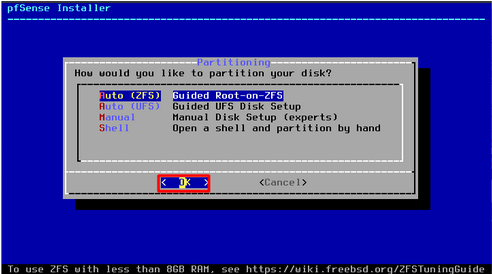 pfSense Installer
Partitioning
How would you like to partition your disk?
Auto (ZFS) Guided Root-on-ZFS
Auto (UFS) Guided UFS Disk Setup
Manual Manual Disk Setup (experts)
Shell Open a shell and partition by hand
< OK > <Cancel>
To use ZFS with less than 8GB RAM, see https://wiki.freebsd.org/ZFSTuningGuide